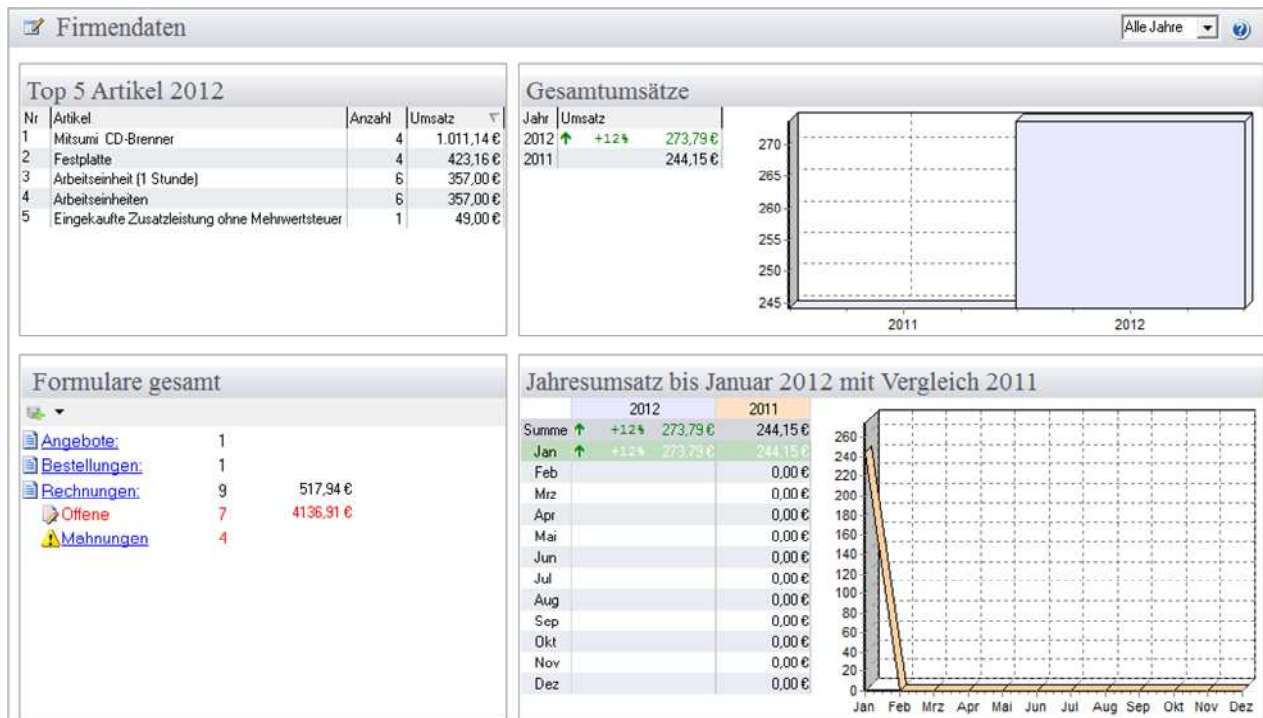 Firmendaten
Alle Jahre
Top 5 Artikel 2012
Nr Artikel Anzahl Umsatz
1 Mitsumi CD-Brenner 4 1.011,14 €
2 Festplatte 4 423,16 €
3 Arbeitseinheit (1 Stunde) 6 357,00 €
4 Arbeitseinheiten 6 357,00 €
5 Eingekaufte Zusatzleistung ohne Mehrwertsteuer 1 49,00 €
Gesamtumsätze
Jahr Umsatz
2012 +12% 273,79 €
2011 244,15 €
270
265
260
255
250
245
2011 2012
Formulare gesamt
Angebote: 1
Bestellungen: 1
Rechnungen: 9 517,94 €
Offene 7 4136,91 €
Mahnungen 4
Jahresumsatz bis Januar 2012 mit Vergleich 2011
2012 2011
Summe +12% 273,79 € 244,15 €
Jan +12% 273,79 € 244,15 €
Feb 0,00 €
Mrz 0,00 €
Apr 0,00 €
Mai 0,00 €
Jun 0,00 €
Jul 0,00 €
Aug 0,00 €
Sep 0,00 €
Okt 0,00 €
Nov 0,00 €
Dez 0,00 €
260
240
220
200
180
160
140
120
100
80
60
40
20
0
Jan Feb Mrz Apr Mai Jun Jul Aug Sep Okt Nov Dez